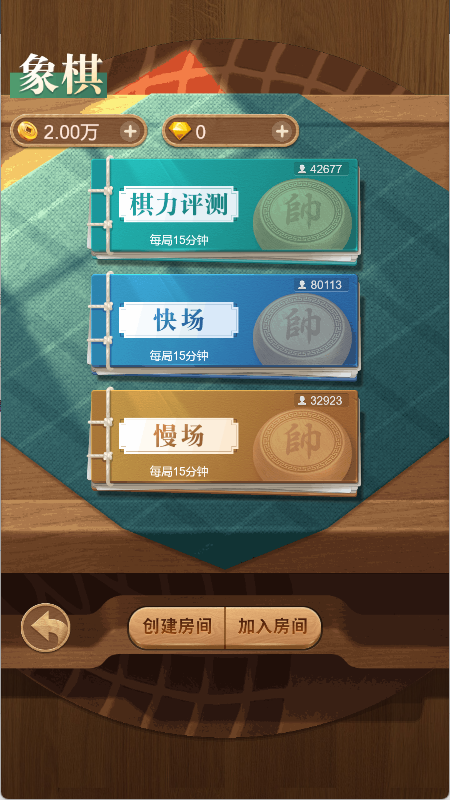 象棋
2.00万
0
42677
棋力评测
帥
每局15分钟
80113
快场
帥
每局15分钟
32923
慢场
帥
每局15分钟
创建房间
加入房间